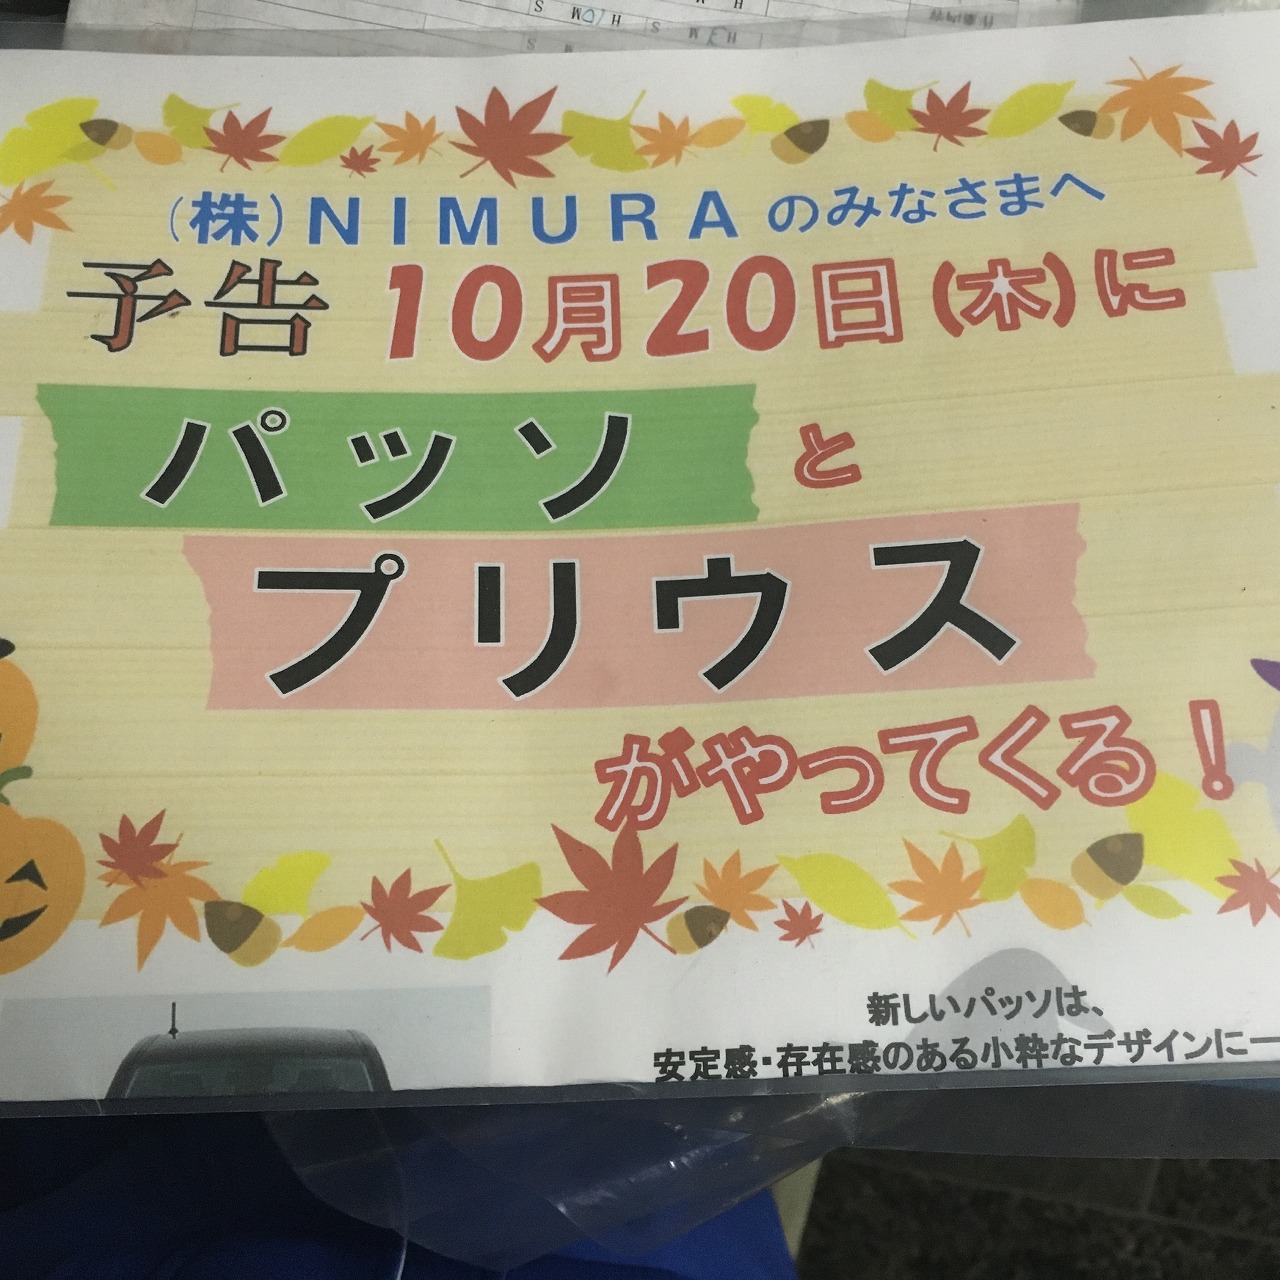 (株)NIMURAのみなさまへ
予告 10月20日(木)に
パッソと
プリウス
がやってくる！
新しいパッソは、
安定感・存在感のある小粋なデザインに一